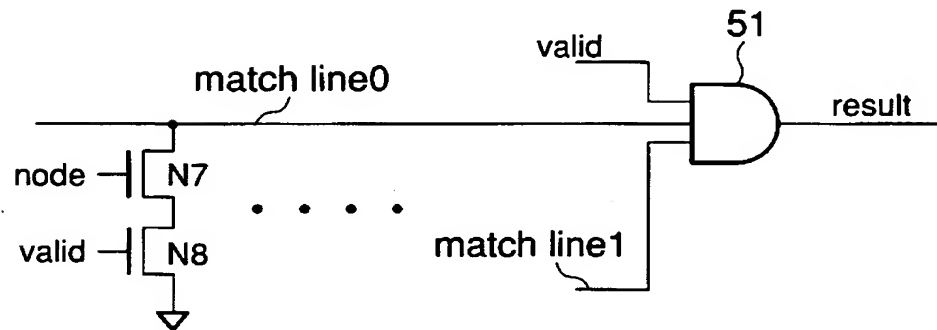 51
valid
match line0
result
node
N7
valid
N8
match line1